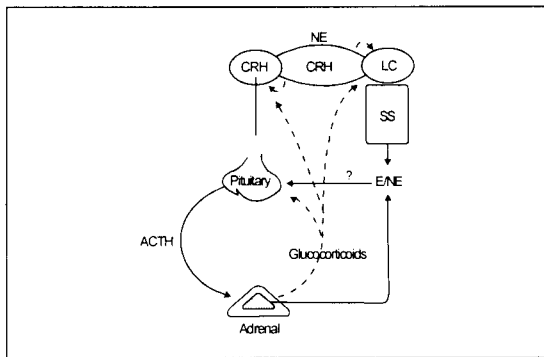 NE
CRH
CRH
LC
SS
Pituitary
?
E/NE
ACTH
Glucocorticoids
Adrenal